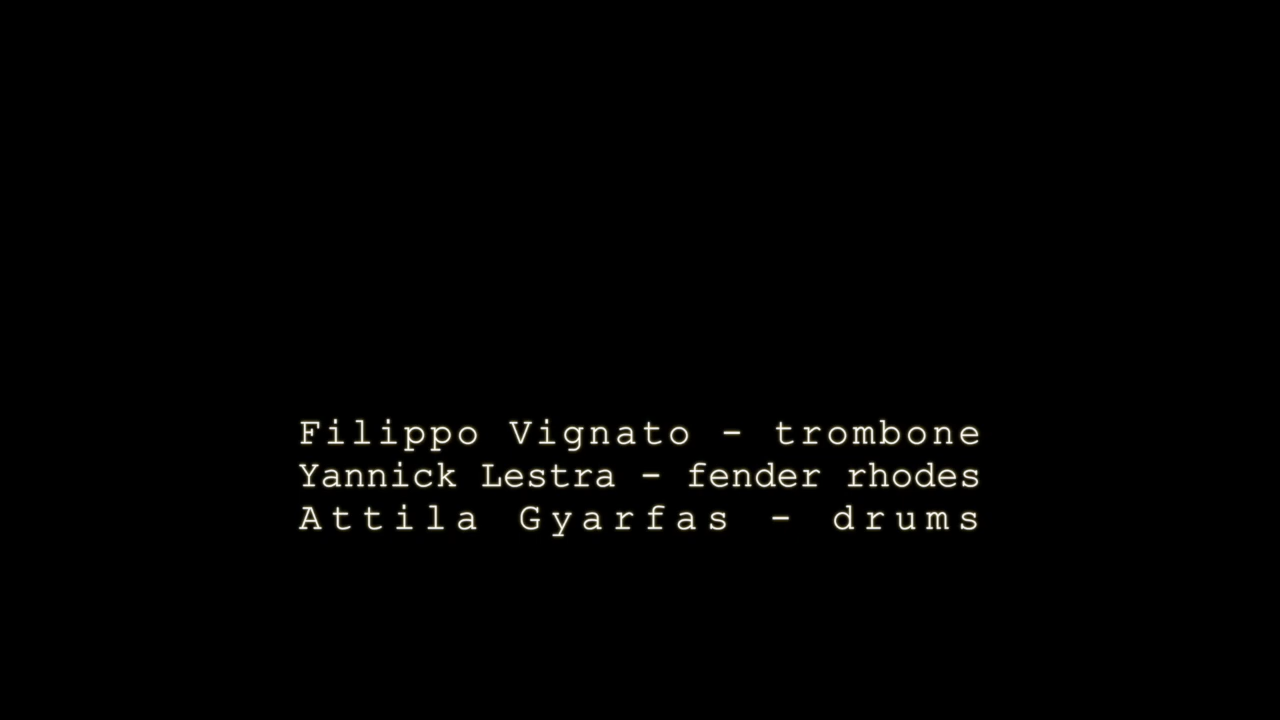 Filippo Vignato - trombone
Yannick Lestra - fender rhodes
Attila Gyarfas - drums